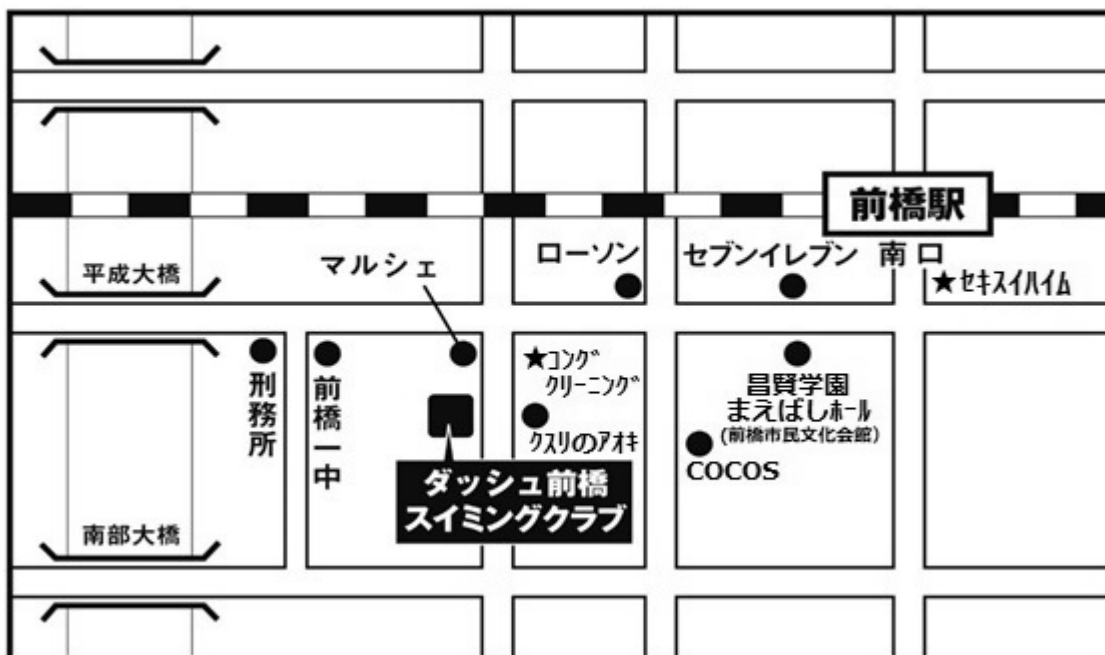 前橋駅
ローソン
セブンイレブン
南口
マルシェ
平成大橋
★セキスイハイム
刑務所
前橋一中
★コングﾞ
クリーニングﾞ
昌賢学園
まえばしホール
(前橋市民文化会館)
クスリのアオキ
COCOS
ダッシュ前橋
スイミングクラブ
南部大橋